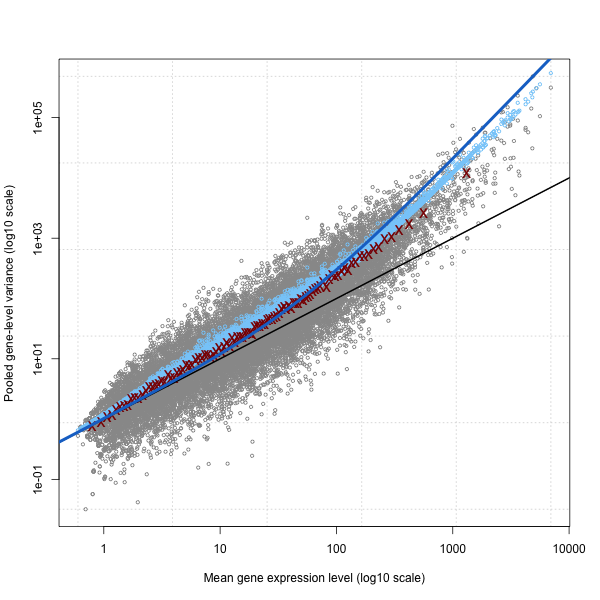 Pooled gene-level variance (log10 scale)
1e+05
1e+03
1e+01
1e-01
1
10
100
1000
10000
Mean gene expression level (log10 scale)